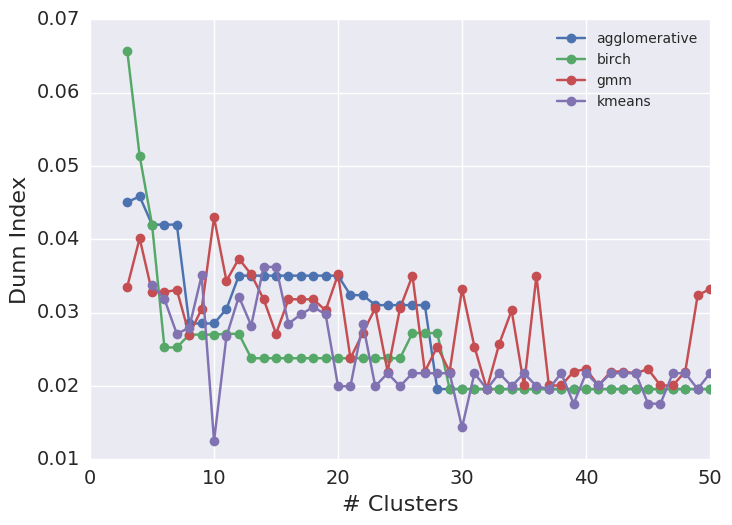 0.07
0.06
0.05
0.04
0.03
0.02
0.01
Dunn Index
agglomerative
birch
gmm
kmeans
0 10 20 30 40 50
# Clusters